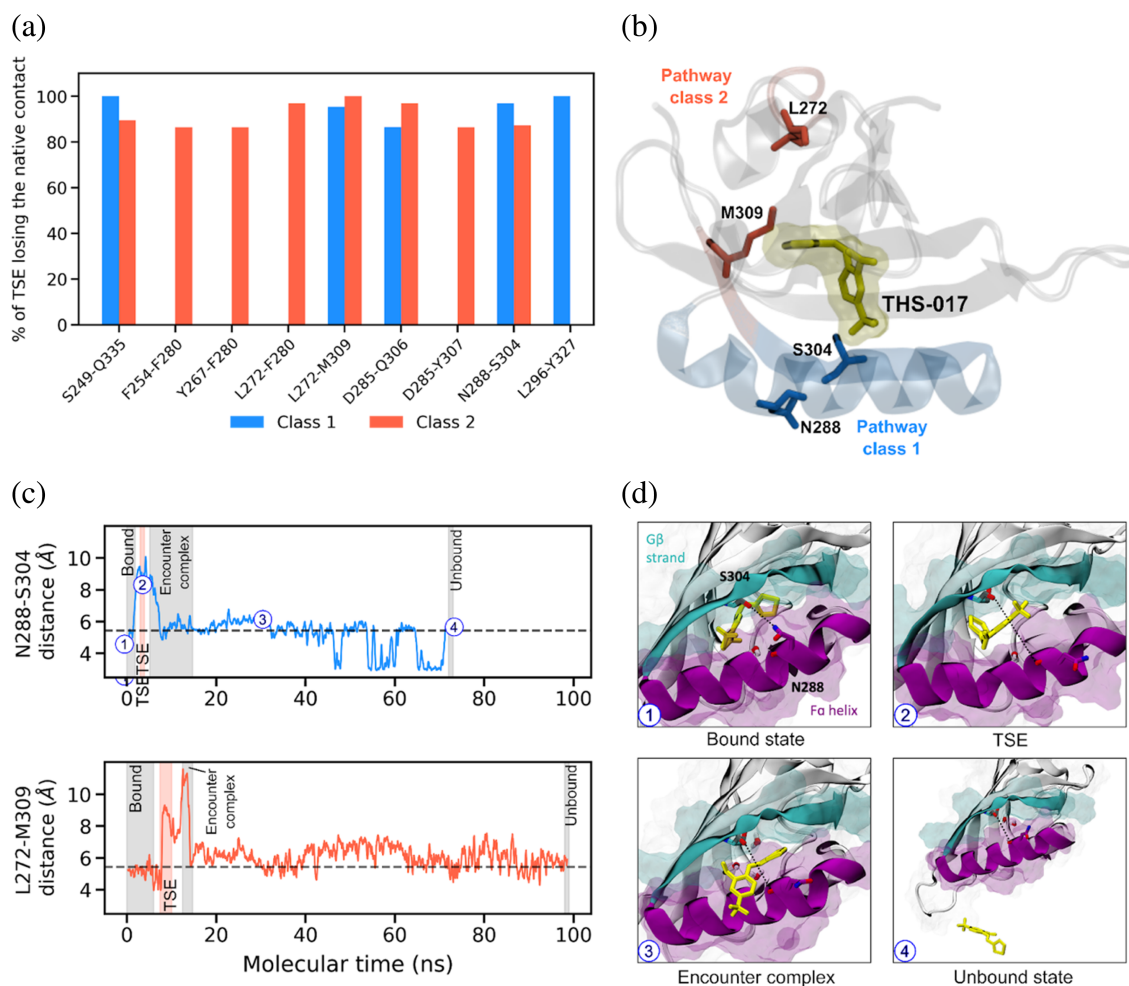 (a)
% of TSE losing the native contact
100
80
60
40
20
0
S249-Q335
F254-F280
Y267-F280
L272-F280
L272-M309
D285-Q306
D285-Y307
N288-S304
L296-Y327
Class 1
Class 2
(b)
Pathway
class 2
L272
M309
THS-017
S304
N288
Pathway
class 1
(c)
N288-S304
distance (Å)
10
8
6
4
Bound
TSE
TSE
Encounter
complex
Unbound
1
2
3
4
0
20
40
60
80
100
L272-M309
distance (Å)
10
8
6
4
Bound
TSE
Encounter
complex
Unbound
0
20
40
60
80
100
Molecular time (ns)
(d)
Gβ
strand
S304
N288
Fα helix
1
Bound state
2
TSE
3
Encounter complex
4
Unbound state